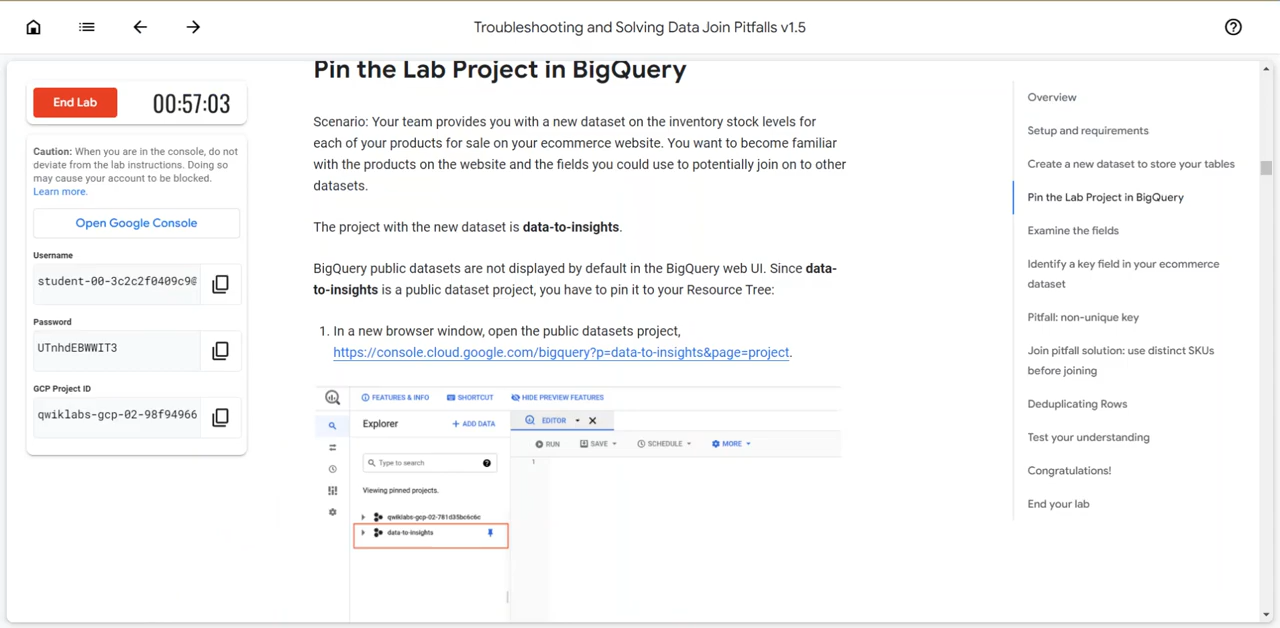 Troubleshooting and Solving Data Join Pitfalls v1.5
End Lab
00:57:03
Caution: When you are in the console, do not
deviate from the lab instructions. Doing so
may cause your account to be blocked.
Learn more.
Open Google Console
Username
student-00-3c2c2f0409c9@
Password
UTnhdEBWWIT3
GCP Project ID
qwiklabs-gcp-02-98f94966
Pin the Lab Project in BigQuery
Scenario: Your team provides you with a new dataset on the inventory stock levels for
each of your products for sale on your ecommerce website. You want to become familiar
with the products on the website and the fields you could use to potentially join on to other
datasets.
The project with the new dataset is data-to-insights.
BigQuery public datasets are not displayed by default in the BigQuery web UI. Since data-
to-insights is a public dataset project, you have to pin it to your Resource Tree:
1. In a new browser window, open the public datasets project,
https://console.cloud.google.com/bigquery?p=data-to-insights&page=project.
FEATURES & INFO
SHORTCUT
HIDE PREVIEW FEATURES
Explorer
+ ADD DATA
EDITOR
RUN
SAVE
SCHEDULE
MORE
Type to search
1
Viewing pinned projects.
qwiklabs-gcp-02-781d35bc6c6c
data-to-insights
Overview
Setup and requirements
Create a new dataset to store your tables
Pin the Lab Project in BigQuery
Examine the fields
Identify a key field in your ecommerce
dataset
Pitfall: non-unique key
Join pitfall solution: use distinct SKUs
before joining
Deduplicating Rows
Test your understanding
Congratulations!
End your lab